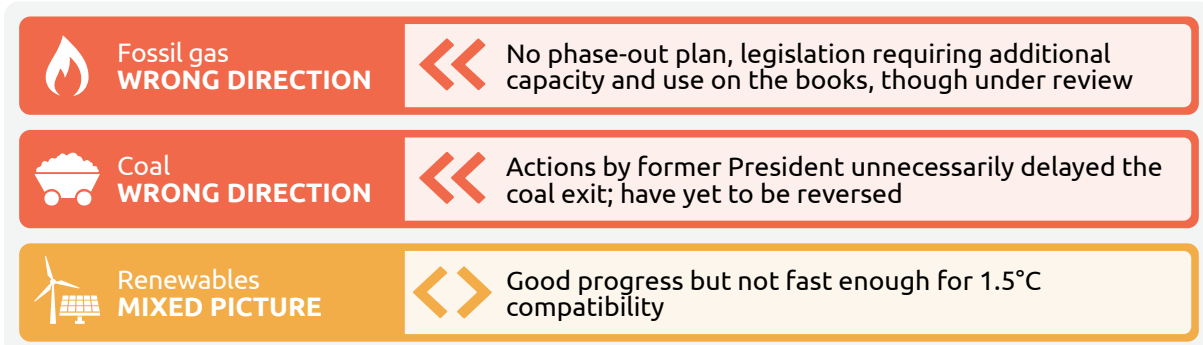 Fossil gas
WRONG DIRECTION
No phase-out plan, legislation requiring additional
capacity and use on the books, though under review
Coal
WRONG DIRECTION
Actions by former President unnecessarily delayed the
coal exit; have yet to be reversed
Renewables
MIXED PICTURE
Good progress but not fast enough for 1.5°C
compatibility